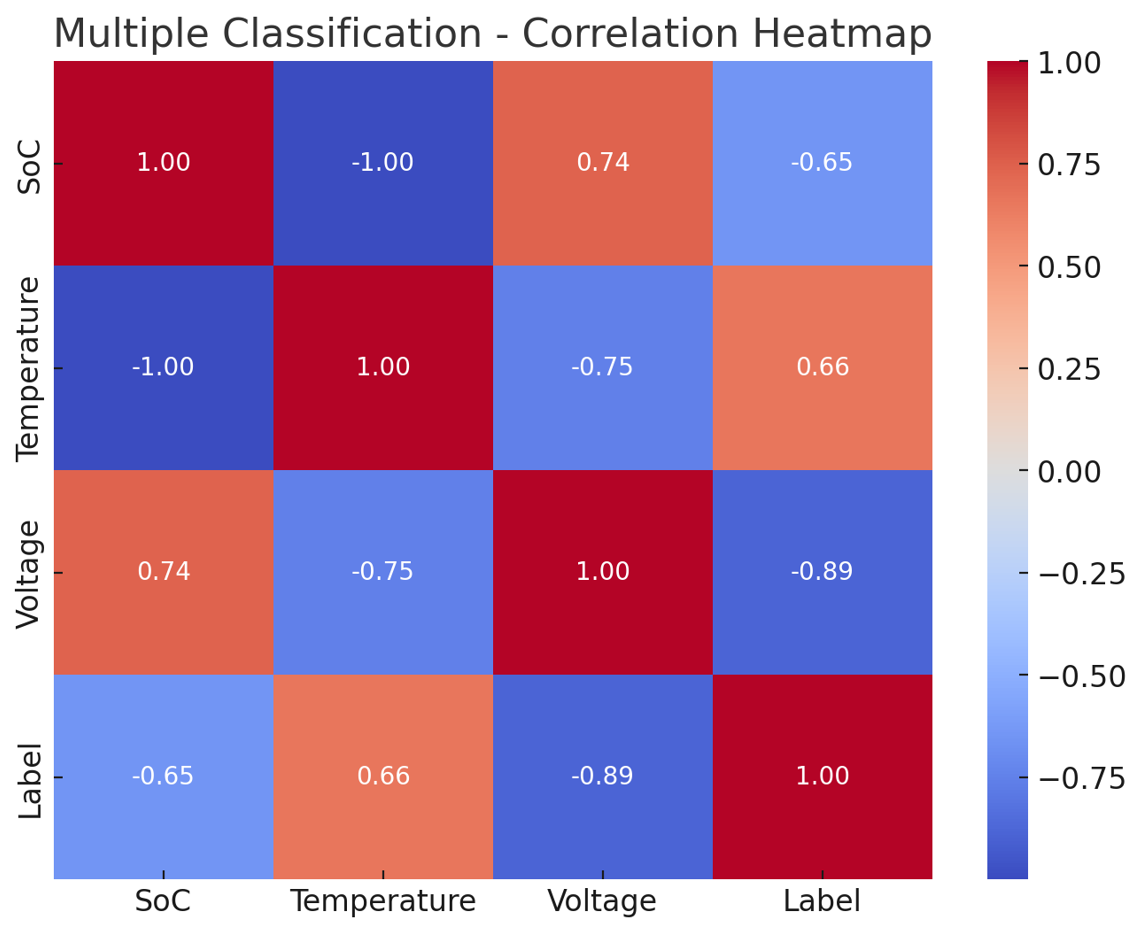 Multiple Classification - Correlation Heatmap
SoC
1.00
-1.00
0.74
-0.65
Temperature
-1.00
1.00
-0.75
0.66
Voltage
0.74
-0.75
1.00
-0.89
Label
-0.65
0.66
-0.89
1.00
SoC
Temperature
Voltage
Label
1.00
0.75
0.50
0.25
0.00
−0.25
−0.50
−0.75